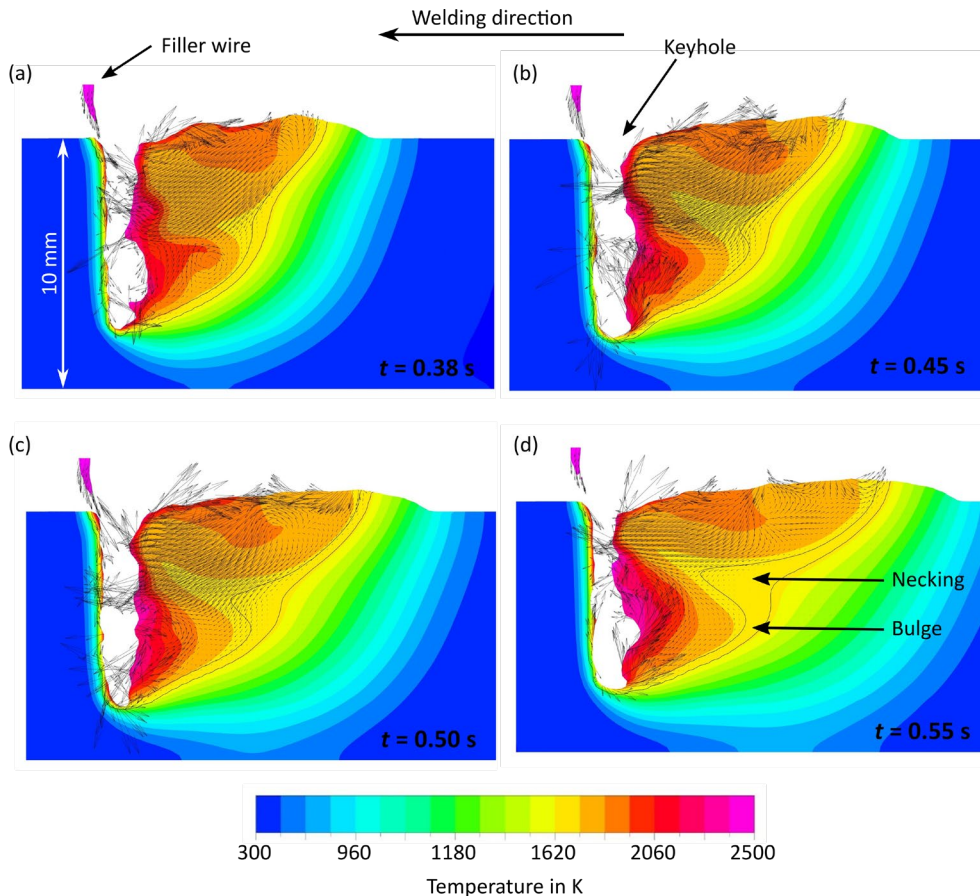 Welding direction
Filler wire
Keyhole
(a)
(b)
10 mm
t = 0.38 s
t = 0.45 s
(c)
(d)
Necking
Bulge
t = 0.50 s
t = 0.55 s
300 960 1180 1620 2060 2500
Temperature in K